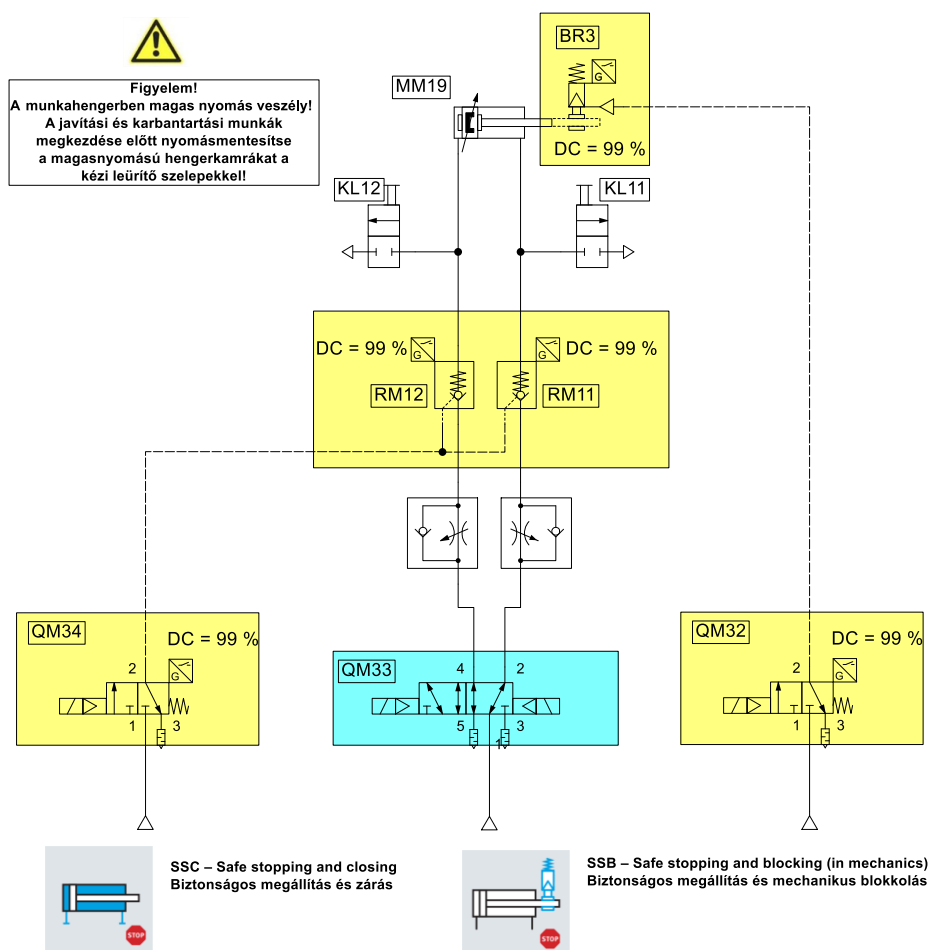 BR3
G
MM19
DC = 99 %
Figyelem!
A munkahengerben magas nyomás veszély!
A javítási és karbantartási munkák
megkezdése előtt nyomásmentesítse
a magasnyomású hengerkamrákat a
kézi leürítő szelepekkel!
KL12
KL11
DC = 99 %
G
G
DC = 99 %
RM12
RM11
QM34
DC = 99 %
2
G
1
3
QM33
4
2
5
1
3
QM32
DC = 99 %
2
G
1
3
SSC – Safe stopping and closing
Biztonságos megállítás és zárás
STOP
SSB – Safe stopping and blocking (in mechanics)
Biztonságos megállítás és mechanikus blokkolás
STOP